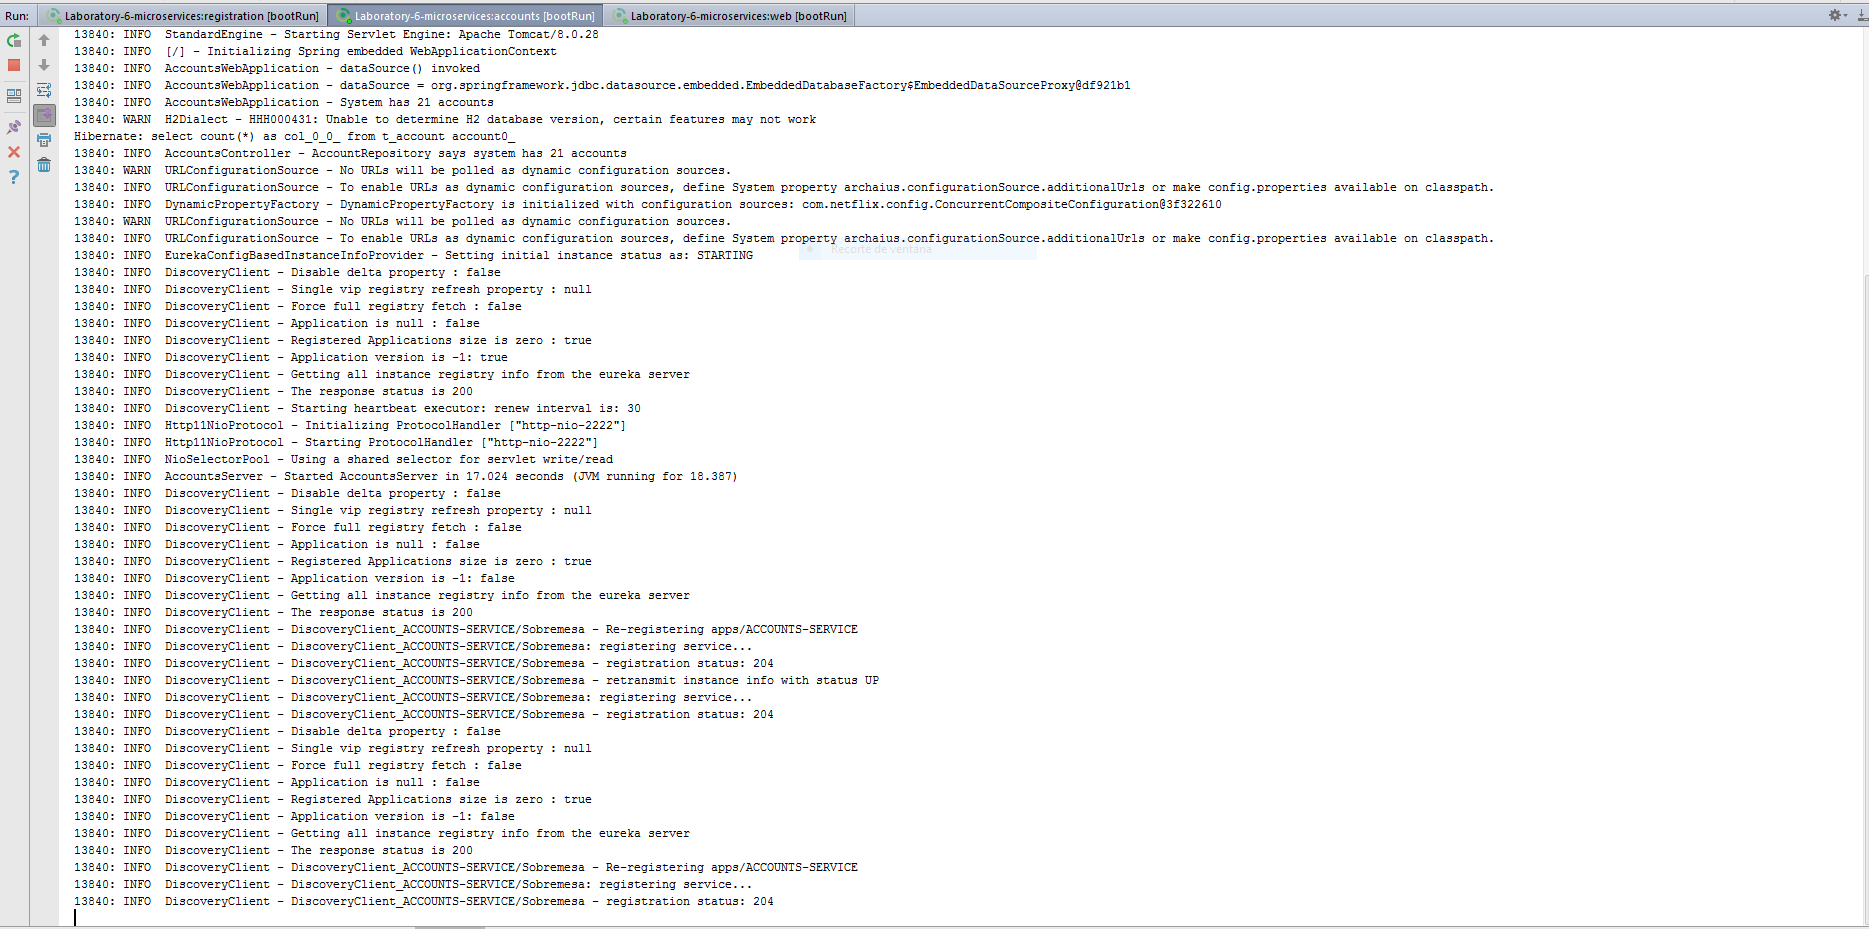 Run: Laboratory-6-microservices:registration [bootRun] Laboratory-6-microservices:accounts [bootRun] Laboratory-6-microservices:web [bootRun]
13840: INFO  StandardEngine - Starting Servlet Engine: Apache Tomcat/8.0.28
13840: INFO  [/] - Initializing Spring embedded WebApplicationContext
13840: INFO  AccountsWebApplication - dataSource() invoked
13840: INFO  AccountsWebApplication - dataSource = org.springframework.jdbc.datasource.embedded.EmbeddedDatabaseFactory$EmbeddedDataSourceProxy@df921b1
13840: INFO  AccountsWebApplication - System has 21 accounts
13840: WARN  H2Dialect - HHH000431: Unable to determine H2 database version, certain features may not work
Hibernate: select count(*) as col_0_0_ from t_account account0_
13840: INFO  AccountsController - AccountRepository says system has 21 accounts
13840: WARN  URLConfigurationSource - No URLs will be polled as dynamic configuration sources.
13840: INFO  URLConfigurationSource - To enable URLs as dynamic configuration sources, define System property archaius.configurationSource.additionalUrls or make config.properties available on classpath.
13840: INFO  DynamicPropertyFactory - DynamicPropertyFactory is initialized with configuration sources: com.netflix.config.ConcurrentCompositeConfiguration@3f322610
13840: WARN  URLConfigurationSource - No URLs will be polled as dynamic configuration sources.
13840: INFO  URLConfigurationSource - To enable URLs as dynamic configuration sources, define System property archaius.configurationSource.additionalUrls or make config.properties available on classpath.
Recorte de ventana
13840: INFO  EurekaConfigBasedInstanceInfoProvider - Setting initial instance status as: STARTING
13840: INFO  DiscoveryClient - Disable delta property : false
13840: INFO  DiscoveryClient - Single vip registry refresh property : null
13840: INFO  DiscoveryClient - Force full registry fetch : false
13840: INFO  DiscoveryClient - Application is null : false
13840: INFO  DiscoveryClient - Registered Applications size is zero : true
13840: INFO  DiscoveryClient - Application version is -1: true
13840: INFO  DiscoveryClient - Getting all instance registry info from the eureka server
13840: INFO  DiscoveryClient - The response status is 200
13840: INFO  DiscoveryClient - Starting heartbeat executor: renew interval is: 30
13840: INFO  Http11NioProtocol - Initializing ProtocolHandler ["http-nio-2222"]
13840: INFO  Http11NioProtocol - Starting ProtocolHandler ["http-nio-2222"]
13840: INFO  NioSelectorPool - Using a shared selector for servlet write/read
13840: INFO  AccountsServer - Started AccountsServer in 17.024 seconds (JVM running for 18.387)
13840: INFO  DiscoveryClient - Disable delta property : false
13840: INFO  DiscoveryClient - Single vip registry refresh property : null
13840: INFO  DiscoveryClient - Force full registry fetch : false
13840: INFO  DiscoveryClient - Application is null : false
13840: INFO  DiscoveryClient - Registered Applications size is zero : true
13840: INFO  DiscoveryClient - Application version is -1: false
13840: INFO  DiscoveryClient - Getting all instance registry info from the eureka server
13840: INFO  DiscoveryClient - The response status is 200
13840: INFO  DiscoveryClient - DiscoveryClient_ACCOUNTS-SERVICE/Sobremesa - Re-registering apps/ACCOUNTS-SERVICE
13840: INFO  DiscoveryClient - DiscoveryClient_ACCOUNTS-SERVICE/Sobremesa: registering service...
13840: INFO  DiscoveryClient - DiscoveryClient_ACCOUNTS-SERVICE/Sobremesa - registration status: 204
13840: INFO  DiscoveryClient - DiscoveryClient_ACCOUNTS-SERVICE/Sobremesa - retransmit instance info with status UP
13840: INFO  DiscoveryClient - DiscoveryClient_ACCOUNTS-SERVICE/Sobremesa: registering service...
13840: INFO  DiscoveryClient - DiscoveryClient_ACCOUNTS-SERVICE/Sobremesa - registration status: 204
13840: INFO  DiscoveryClient - Disable delta property : false
13840: INFO  DiscoveryClient - Single vip registry refresh property : null
13840: INFO  DiscoveryClient - Force full registry fetch : false
13840: INFO  DiscoveryClient - Application is null : false
13840: INFO  DiscoveryClient - Registered Applications size is zero : true
13840: INFO  DiscoveryClient - Application version is -1: false
13840: INFO  DiscoveryClient - Getting all instance registry info from the eureka server
13840: INFO  DiscoveryClient - The response status is 200
13840: INFO  DiscoveryClient - DiscoveryClient_ACCOUNTS-SERVICE/Sobremesa - Re-registering apps/ACCOUNTS-SERVICE
13840: INFO  DiscoveryClient - DiscoveryClient_ACCOUNTS-SERVICE/Sobremesa: registering service...
13840: INFO  DiscoveryClient - DiscoveryClient_ACCOUNTS-SERVICE/Sobremesa - registration status: 204